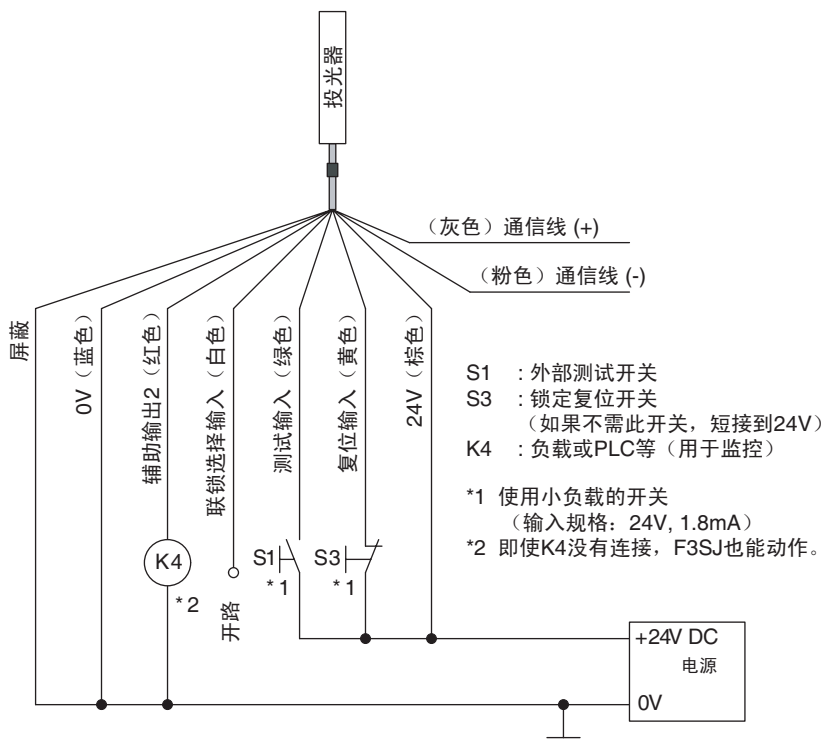 投光器
（灰色）通信线 (+)
（粉色）通信线 (-)
屏蔽
0V（蓝色）
辅助输出2（红色）
联锁选择输入（白色）
测试输入（绿色）
复位输入（黄色）
24V（棕色）
S1 : 外部测试开关
S3 : 锁定复位开关
（如果不需此开关，短接到24V）
K4 : 负载或PLC等（用于监控）
*1 使用小负载的开关
（输入规格：24V, 1.8mA）
*2 即使K4没有连接，F3SJ也能动作。
K4
*2
开路
S1
*1
S3
*1
+24V DC
电源
0V